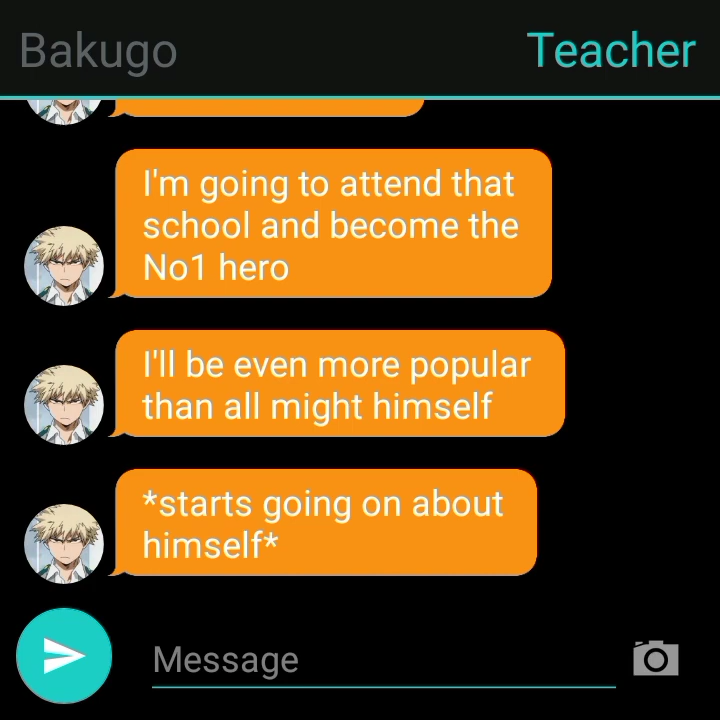 Bakugo
Teacher
I'm going to attend that
school and become the
No1 hero
I'll be even more popular
than all might himself
*starts going on about
himself*
Message